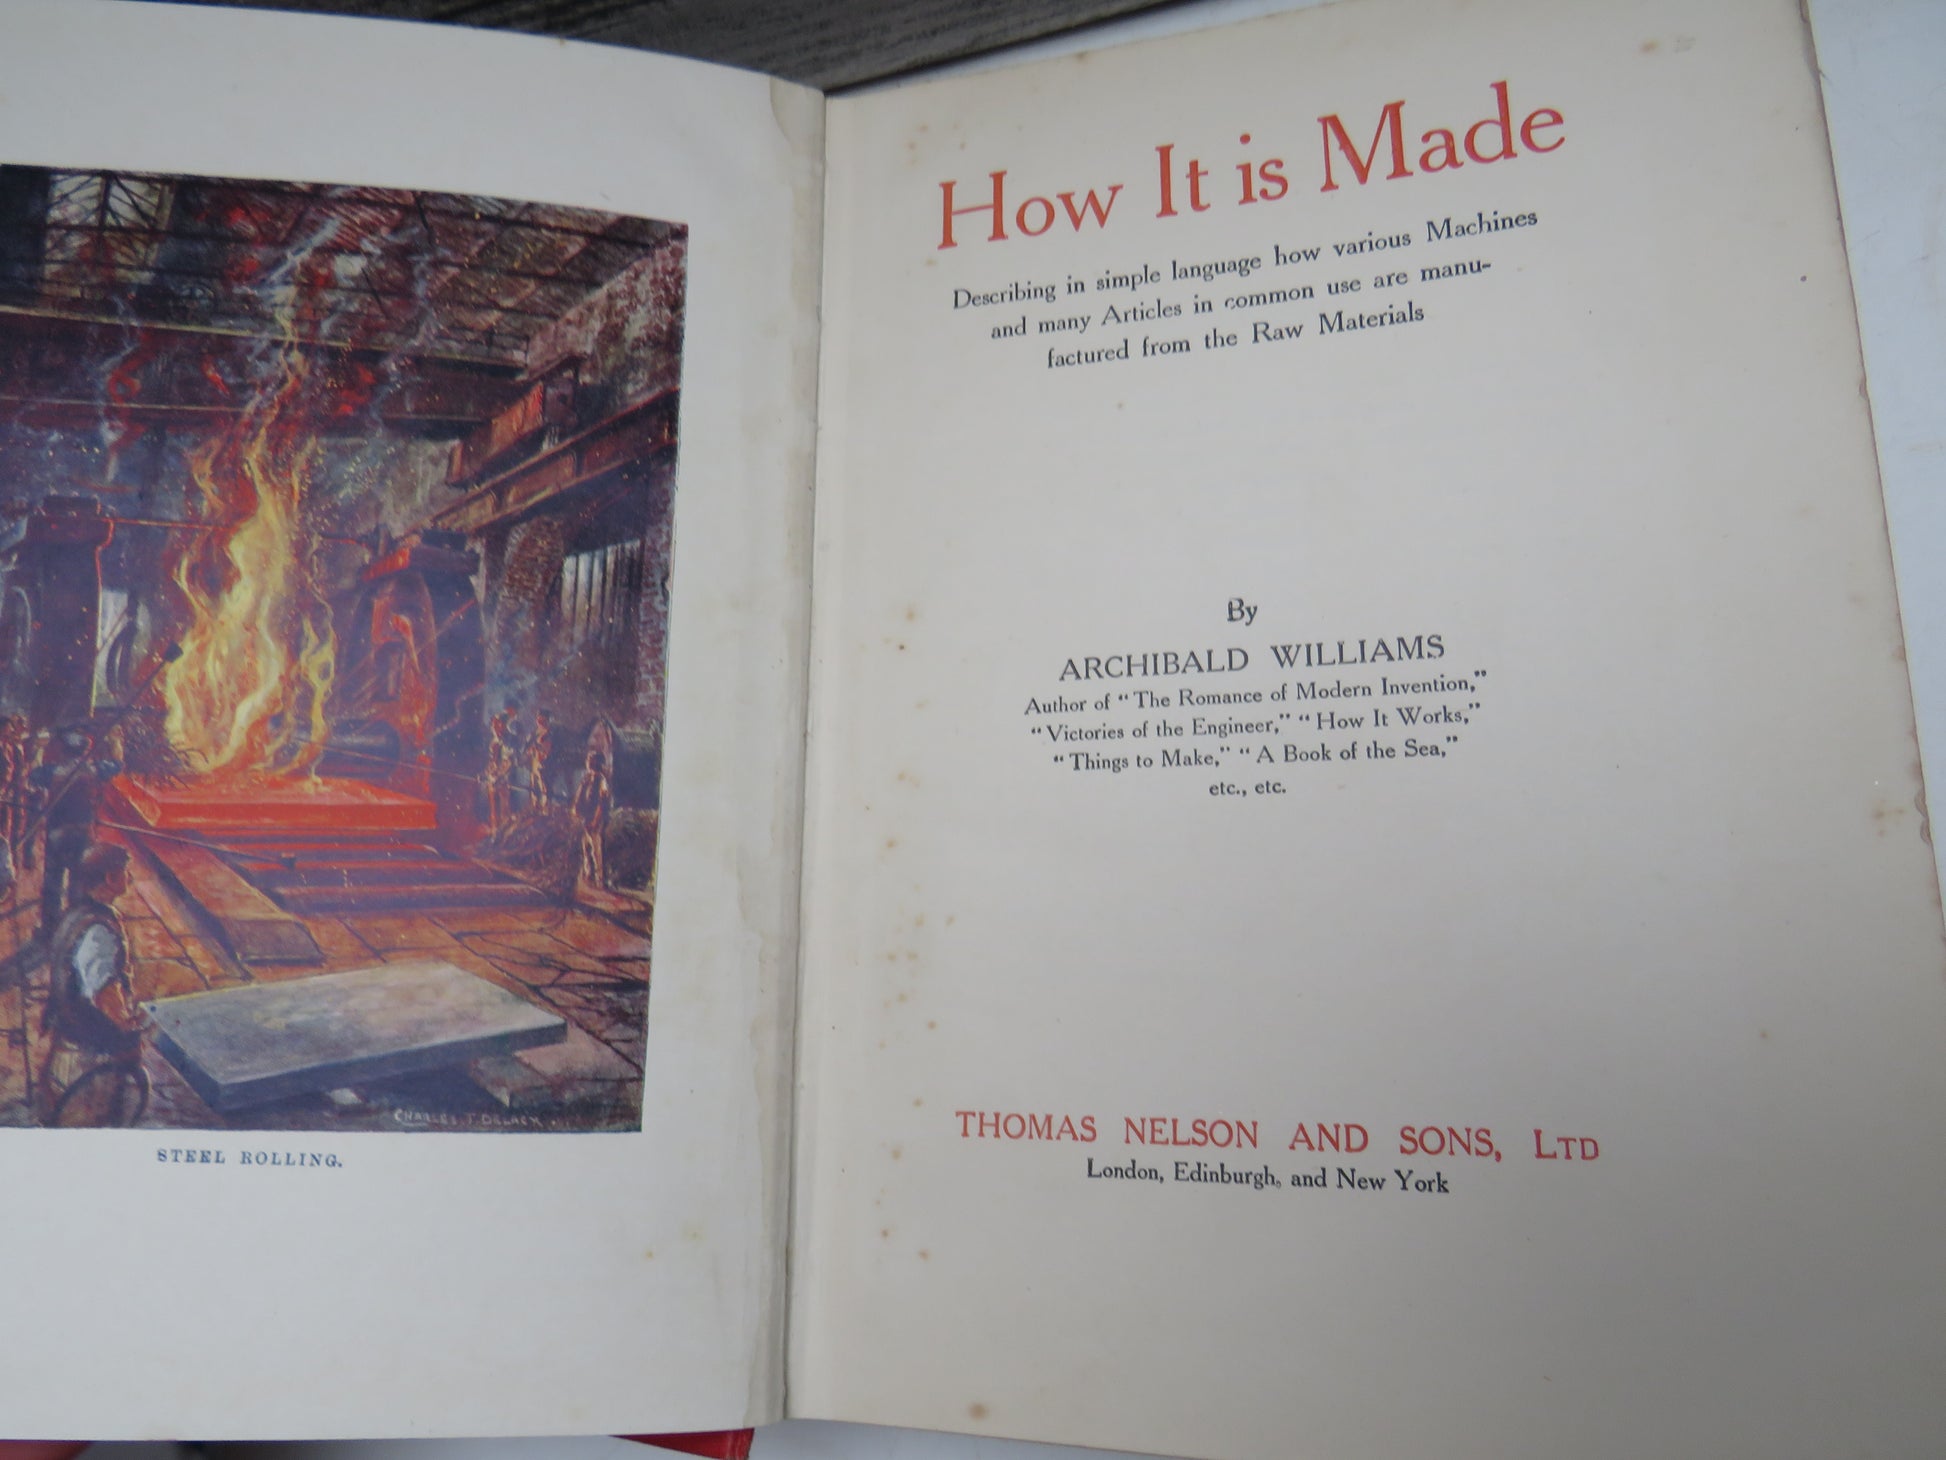 CHARLES. J. DE LACY.
STEEL ROLLING.
How It is Made
Describing in simple language how various Machines
and many Articles in common use are manu-
factured from the Raw Materials
By
ARCHIBALD WILLIAMS
Author of "The Romance of Modern Invention,"
"Victories of the Engineer," "How It Works,"
"Things to Make," "A Book of the Sea,"
etc., etc.
THOMAS NELSON AND SONS, LTD
London, Edinburgh, and New York